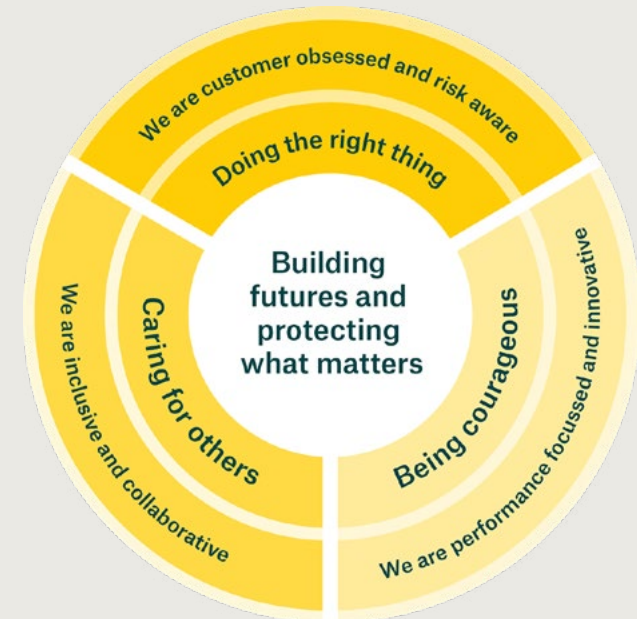 We are customer obsessed and risk aware
Doing the right thing
Building
futures and
protecting
what matters
Caring for others
We are inclusive and collaborative
Being courageous
We are performance focussed and innovative